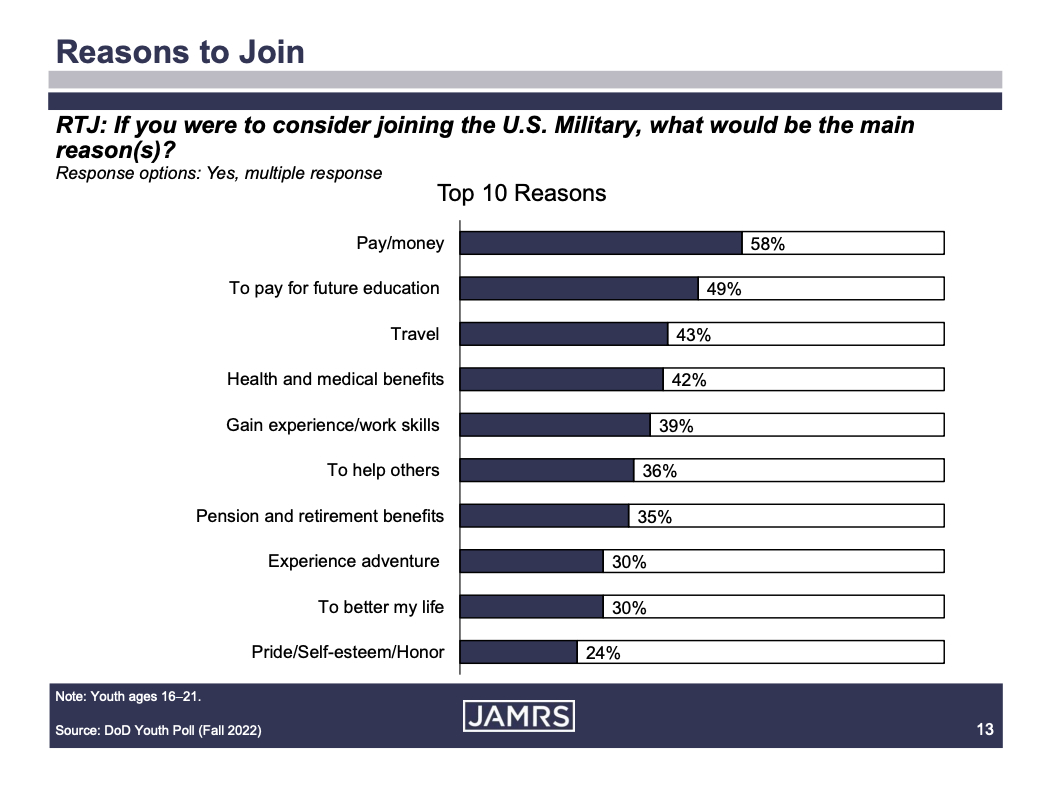 Reasons to Join
RTJ: If you were to consider joining the U.S. Military, what would be the main
reason(s)?
Response options: Yes, multiple response
Top 10 Reasons
Pay/money 58%
To pay for future education 49%
Travel 43%
Health and medical benefits 42%
Gain experience/work skills 39%
To help others 36%
Pension and retirement benefits 35%
Experience adventure 30%
To better my life 30%
Pride/Self-esteem/Honor 24%
Note: Youth ages 16–21.
JAMRS
Source: DoD Youth Poll (Fall 2022)
13